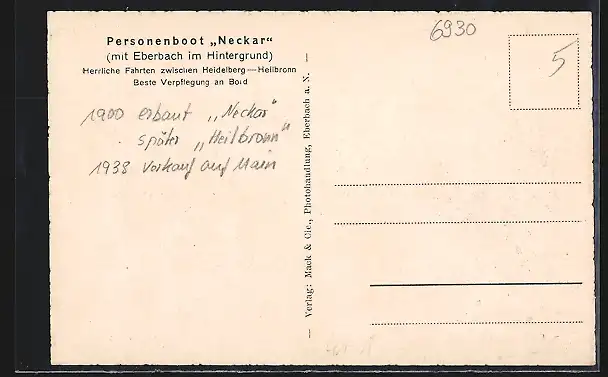 Personenboot „Neckar“
(mit Eberbach im Hintergrund)
Herrliche Fahrten zwischen Heidelberg—Heilbronn
Beste Verpflegung an Bord
1900 erbaut „Neckar"
später „Heilbronn"
1938 Verkauf auf Main
— Verlag: Mack & Cie., Photohandlung, Eberbach a. N. —
6930
5